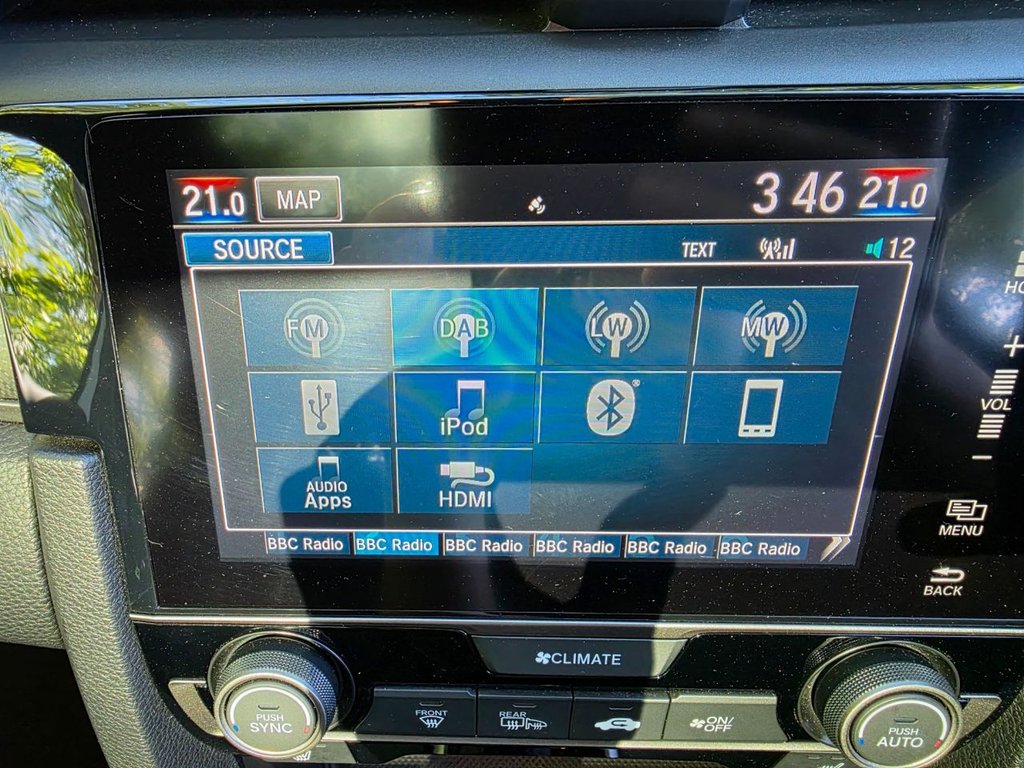 21.0 MAP 3 46 21.0
SOURCE TEXT 12
FM DAB LW MW
iPod
AUDIO Apps HDMI
BBC Radio BBC Radio BBC Radio BBC Radio BBC Radio BBC Radio
HO
+
VOL
−
MENU
BACK
CLIMATE
PUSH SYNC FRONT REAR ON/OFF PUSH AUTO